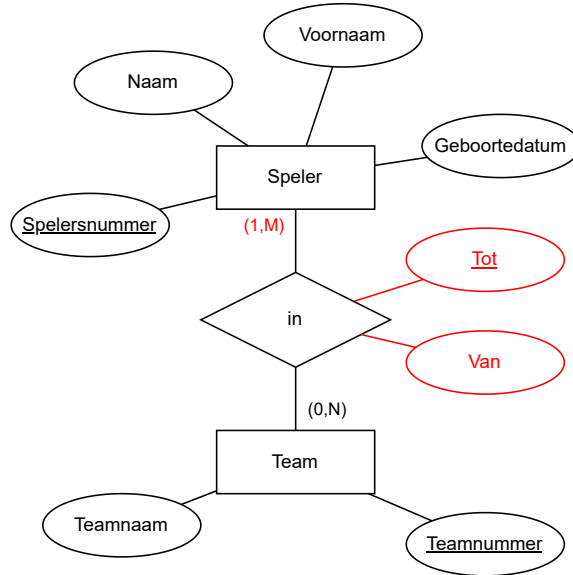 Voornaam
Naam
Geboortedatum
Speler
Spelersnummer
(1,M)
Tot
in
Van
(0,N)
Team
Teamnaam
Teamnummer